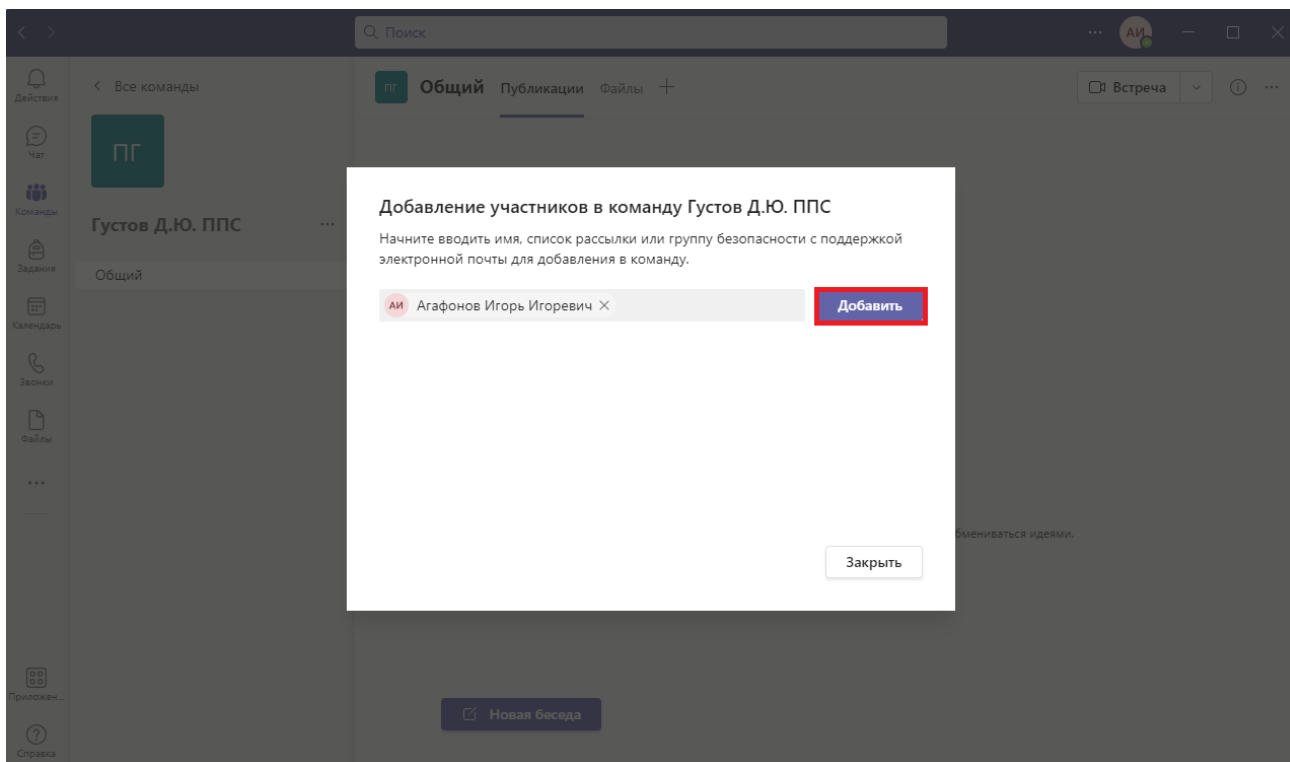 Поиск
АИ
Действия
Чат
Команды
Задания
Календарь
Звонки
Файлы
Приложен...
Справка
Все команды
ПГ
Густов Д.Ю. ППС
Общий
ПГ Общий Публикации Файлы
Встреча
Добавление участников в команду Густов Д.Ю. ППС
Начните вводить имя, список рассылки или группу безопасности с поддержкой
электронной почты для добавления в команду.
АИ Агафонов Игорь Игоревич
Добавить
Закрыть
бмениваться идеями.
Новая беседа